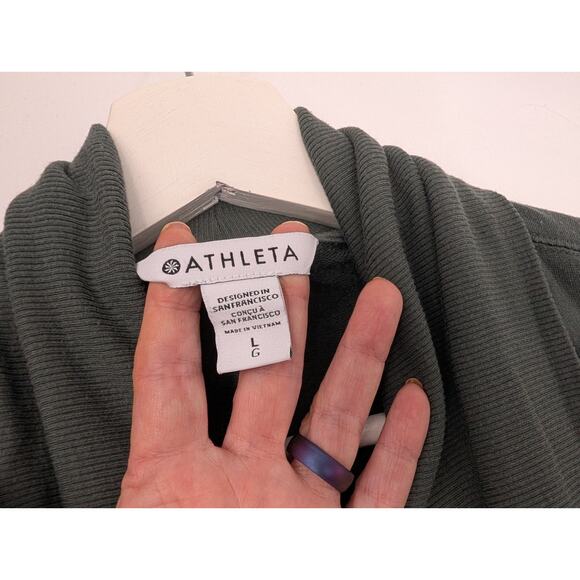 ATHLETA
DESIGNED IN
SAN FRANCISCO
CONÇU À
SAN FRANCISCO
MADE IN VIETNAM
L
G